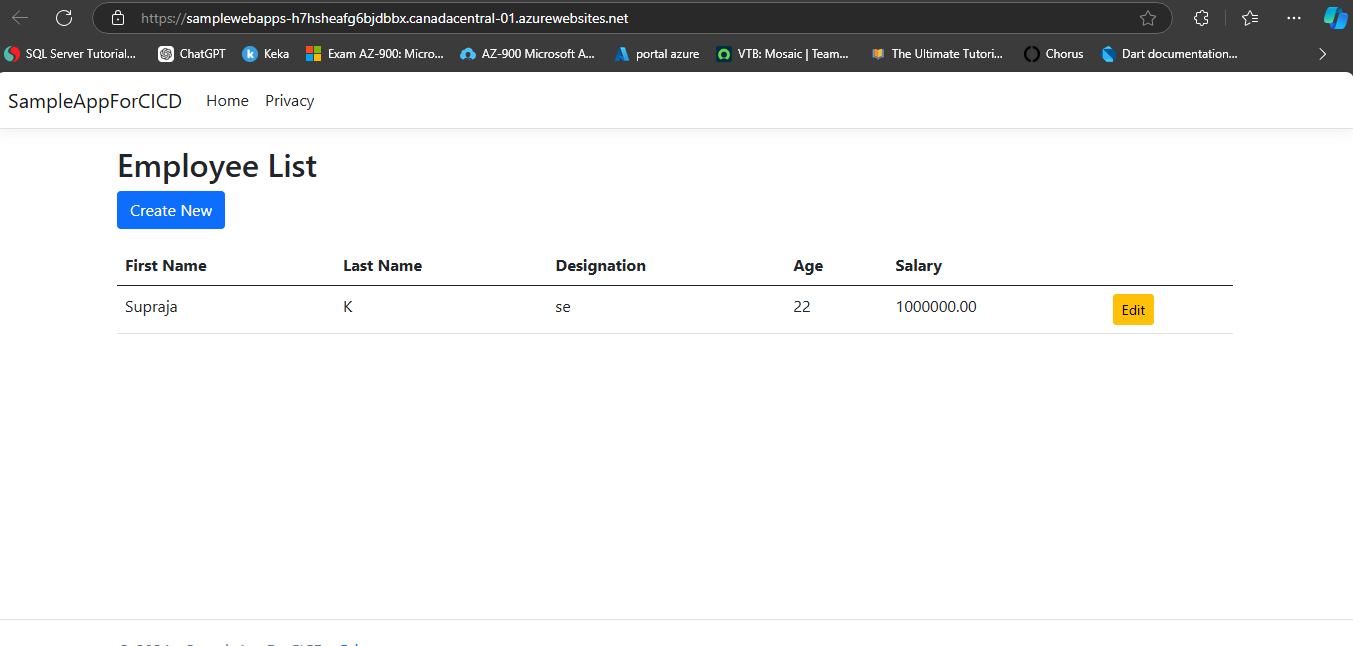 https://samplewebapps-h7hsheafg6bjdbbx.canadacentral-01.azurewebsites.net
SQL Server Tutorial... ChatGPT Keka Exam AZ-900: Micro... AZ-900 Microsoft A... portal azure VTB: Mosaic | Team... The Ultimate Tutori... Chorus Dart documentation...
SampleAppForCICD Home Privacy
Employee List
Create New
First Name Last Name Designation Age Salary
Supraja K se 22 1000000.00 Edit